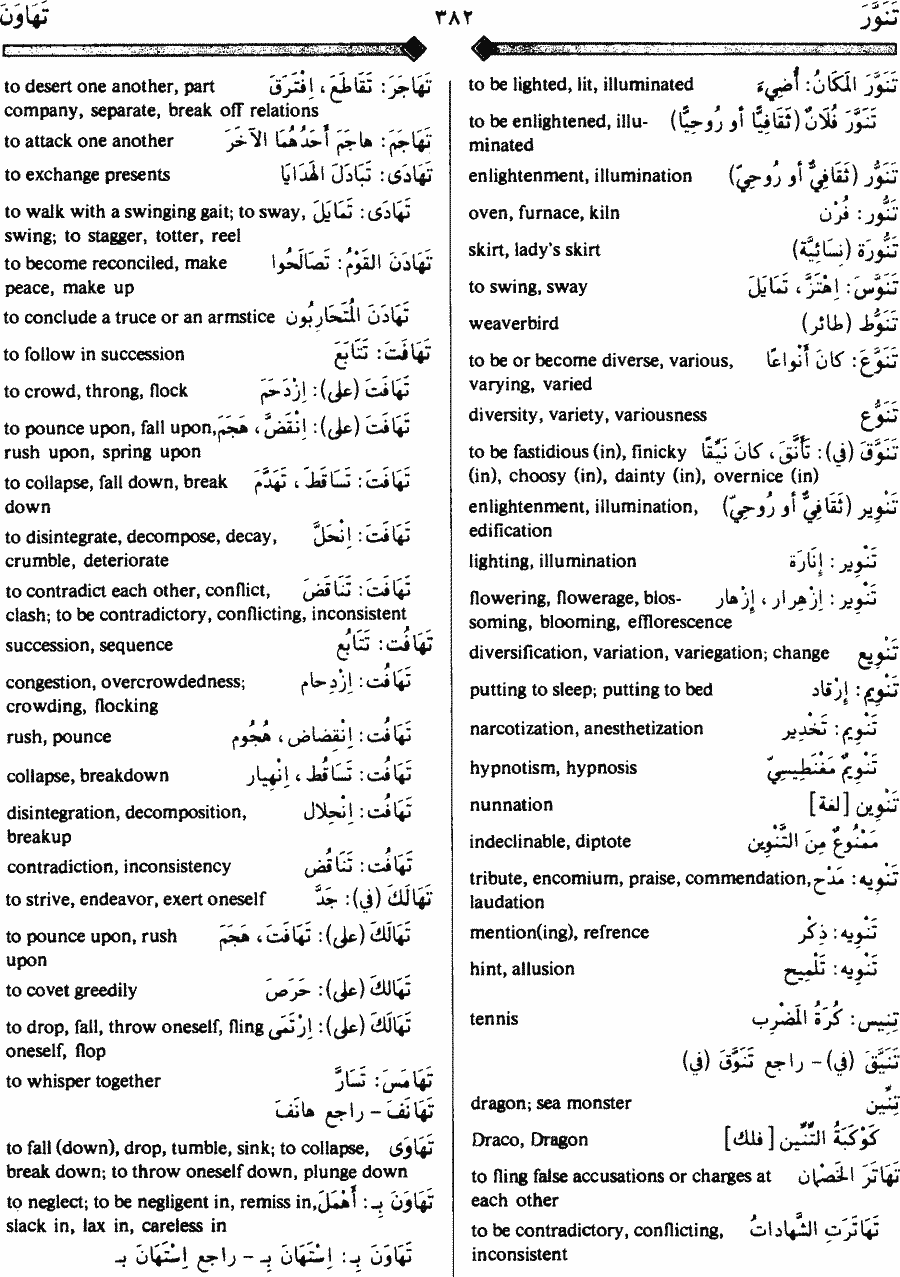 تَنَوَّرَ ٣٨٢ تَهَاوَنَ
تَنَوَّرَ المَكَانُ: أُضِيءَ to be lighted, lit, illuminated
تَنَوَّرَ فُلَانٌ (ثَقَافِيًّا أو رُوحِيًّا) to be enlightened, illu-
minated
تَنَوُّر (ثَقَافِيٌّ أو رُوحِيّ) enlightenment, illumination
تَنُّور : فُرْن oven, furnace, kiln
تَنُّورَة (نِسَائِيَّة) skirt, lady's skirt
تَنَوَّسَ: اِهْتَزَّ ، تَمَايَلَ to swing, sway
تَنَوُّط (طائر) weaverbird
تَنَوَّعَ: كانَ أَنْواعًا to be or become diverse, various,
varying, varied
تَنَوُّع diversity, variety, variousness
تَنَوَّقَ (في): تَأَنَّقَ ، كانَ نَيِّقًا to be fastidious (in), finicky
(in), choosy (in), dainty (in), overnice (in)
تَنْوِير (ثَقَافِيٌّ أو رُوحِيّ) enlightenment, illumination,
edification
تَنْوِير : إنَارَة lighting, illumination
تَنْوِير : اِزْهِرار ، إزْهار flowering, flowerage, blos-
soming, blooming, efflorescence
تَنْوِيع diversification, variation, variegation; change
تَنْوِيم : إرْقَاد putting to sleep; putting to bed
تَنْوِيم : تَخْدِير narcotization, anesthetization
تَنْوِيمٌ مَغْنَطِيسِيّ hypnotism, hypnosis
تَنْوِين [لغة] nunnation
مَمْنُوعٌ مِنَ التَّنْوِين indeclinable, diptote
تَنْوِيه : مَدْح tribute, encomium, praise, commendation,
laudation
تَنْوِيه : ذِكْر mention(ing), refrence
تَنْوِيه : تَلْمِيح hint, allusion
تِنِيس : كُرَة المَضْرِب tennis
تَنَيَّقَ (في) - راجع تَنَوَّقَ (في)
تِنِّين dragon; sea monster
كَوْكَبَةُ التِّنِّين [فلك] Draco, Dragon
تَهَاتَرَ الخَصْمَان to fling false accusations or charges at
each other
تَهَاتَرَتِ الشَّهاداتُ to be contradictory, conflicting,
inconsistent
تَهَاجَرَ: تَقَاطَعَ ، اِفْتَرَقَ to desert one another, part
company, separate, break off relations
تَهَاجَمَ : هاجَمَ أَحَدُهُمَا الآخَرَ to attack one another
تَهَادَى : تَبَادَلَ الهَدَايَا to exchange presents
تَهَادَى : تَمَايَلَ to walk with a swinging gait; to sway,
swing; to stagger, totter, reel
تَهَادَنَ القَوْمُ: تَصَالَحُوا to become reconciled, make
peace, make up
تَهَادَنَ المُتَحَارِبُون to conclude a truce or an armstice
تَهَافَتَ: تَتَابَعَ to follow in succession
تَهَافَتَ (على): اِزْدَحَمَ to crowd, throng, flock
تَهَافَتَ (على): اِنْقَضَّ ، هَجَمَ to pounce upon, fall upon,
rush upon, spring upon
تَهَافَتَ: تَسَاقَطَ ، تَهَدَّمَ to collapse, fall down, break
down
تَهَافَتَ: اِنْحَلَّ to disintegrate, decompose, decay,
crumble, deteriorate
تَهَافَتَ: تَنَاقَضَ to contradict each other, conflict,
clash; to be contradictory, conflicting, inconsistent
تَهَافُت : تَتَابُع succession, sequence
تَهَافُت : اِزْدِحام congestion, overcrowdedness;
crowding, flocking
تَهَافُت : اِنْقِضاض ، هُجُوم rush, pounce
تَهَافُت : تَسَاقُط ، اِنْهِيار collapse, breakdown
تَهَافُت : اِنْحِلال disintegration, decomposition,
breakup
تَهَافُت : تَنَاقُض contradiction, inconsistency
تَهَالَكَ (في): جَدَّ to strive, endeavor, exert oneself
تَهَالَكَ (على) : تَهَافَتَ ، هَجَمَ to pounce upon, rush
upon
تَهَالكَ (على): حَرَصَ to covet greedily
تَهَالَكَ (على) : اِرْتَمَى to drop, fall, throw oneself, fling
oneself, flop
تَهَامَسَ: تَسَارَّ to whisper together
تَهَانَفَ - راجع هانَفَ
تَهَاوَى to fall (down), drop, tumble, sink; to collapse,
break down; to throw oneself down, plunge down
تَهَاوَنَ بـ : أَهْمَلَ to neglect; to be negligent in, remiss in,
slack in, lax in, careless in
تَهَاوَنَ بـ: اِسْتَهَانَ بـ - راجع اِسْتَهَانَ بـ